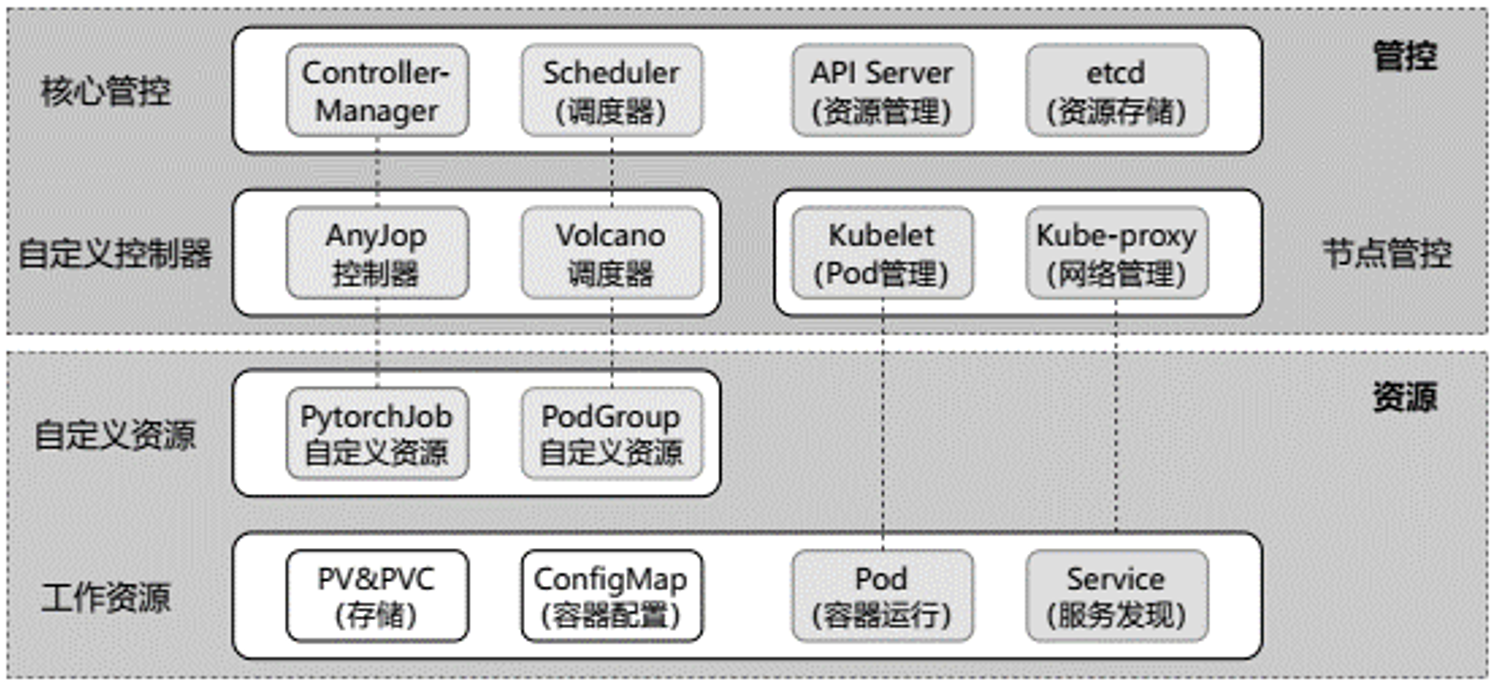 管控
核心管控
Controller-
Manager
Scheduler
(调度器)
API Server
(资源管理)
etcd
(资源存储)
自定义控制器
AnyJop
控制器
Volcano
调度器
Kubelet
(Pod管理)
Kube-proxy
(网络管理)
节点管控
资源
自定义资源
PytorchJob
自定义资源
PodGroup
自定义资源
工作资源
PV&PVC
(存储)
ConfigMap
(容器配置)
Pod
(容器运行)
Service
(服务发现)